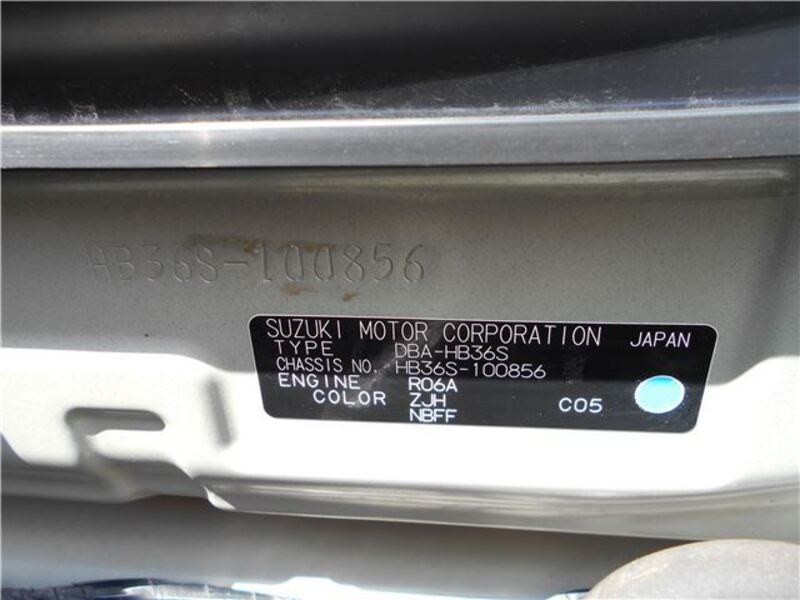 HB36S-100856
SUZUKI MOTOR CORPORATION JAPAN
TYPE DBA-HB36S
CHASSIS NO. HB36S-100856
ENGINE R06A
COLOR ZJH C05
NBFF